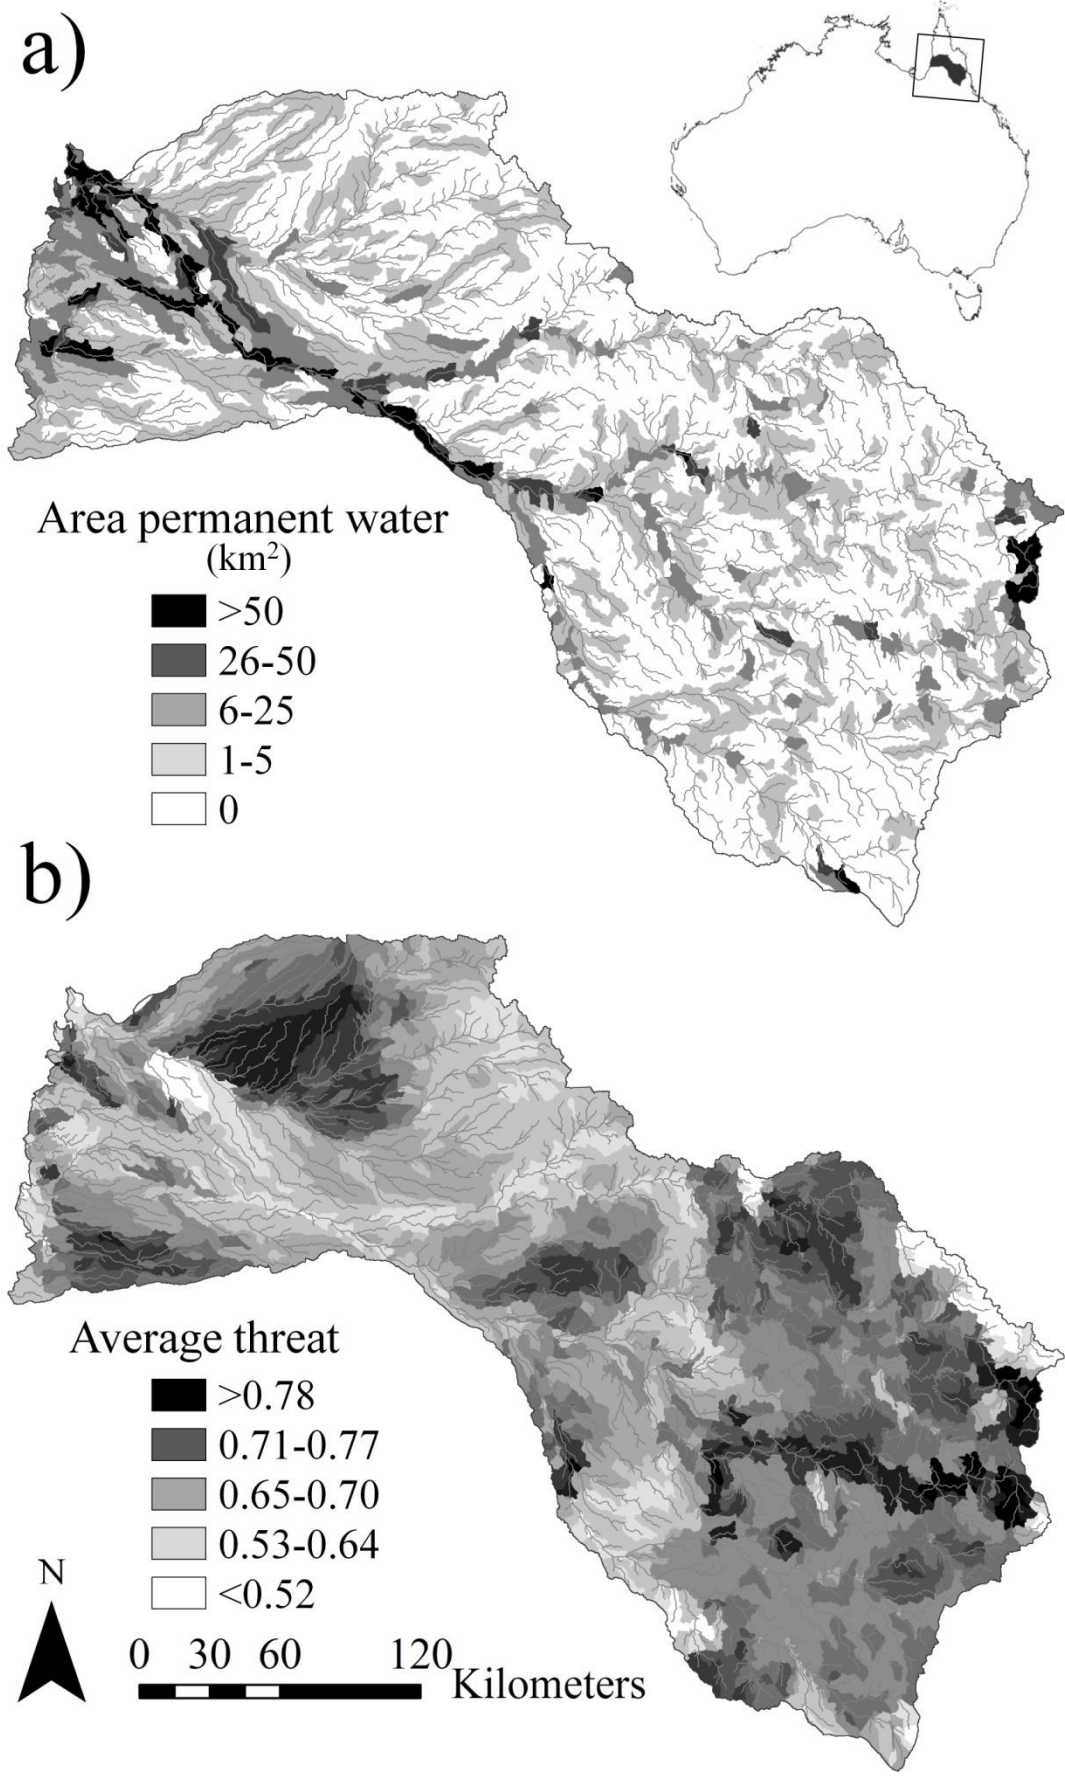 a)
Area permanent water
(km²)
>50
26-50
6-25
1-5
0
b)
Average threat
>0.78
0.71-0.77
0.65-0.70
0.53-0.64
<0.52
N
0 30 60 120
Kilometers